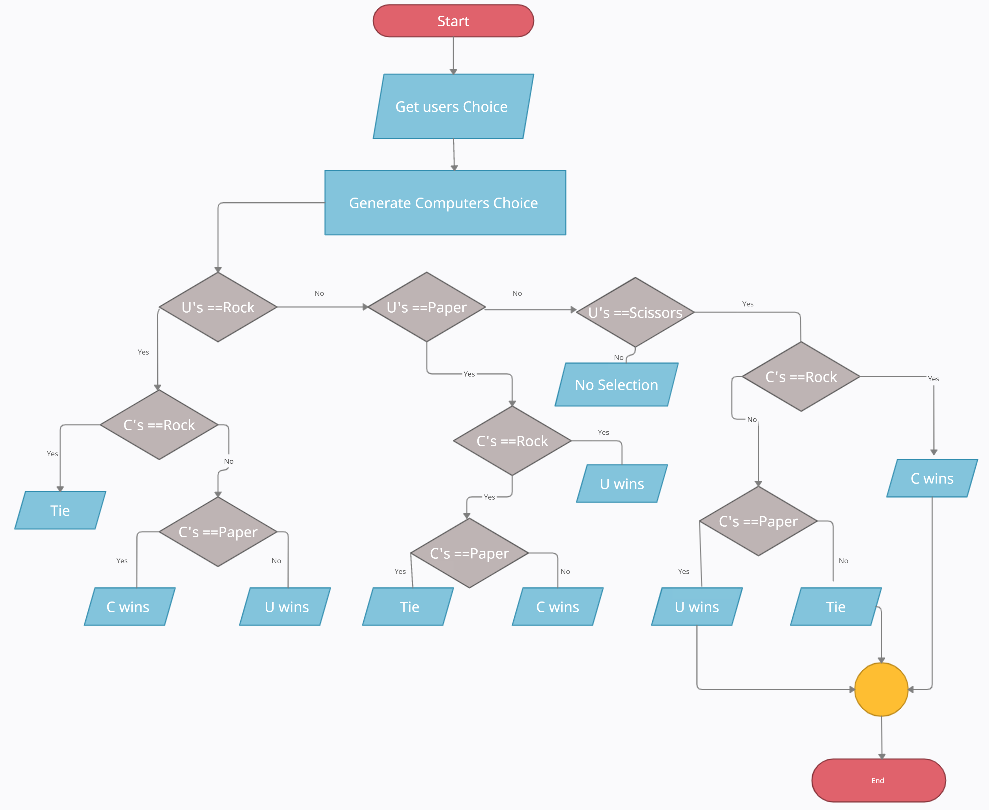 Start
Get users Choice
Generate Computers Choice
No
No
Yes
U's ==Rock
U's ==Paper
U's ==Scissors
Yes
No
Yes
No Selection
C's ==Rock
Yes
No
C's ==Rock
Yes
C's ==Rock
Yes
No
U wins
C wins
Yes
Tie
C's ==Paper
C's ==Paper
C's ==Paper
Yes
No
Yes
No
Yes
No
C wins
U wins
Tie
C wins
U wins
Tie
End